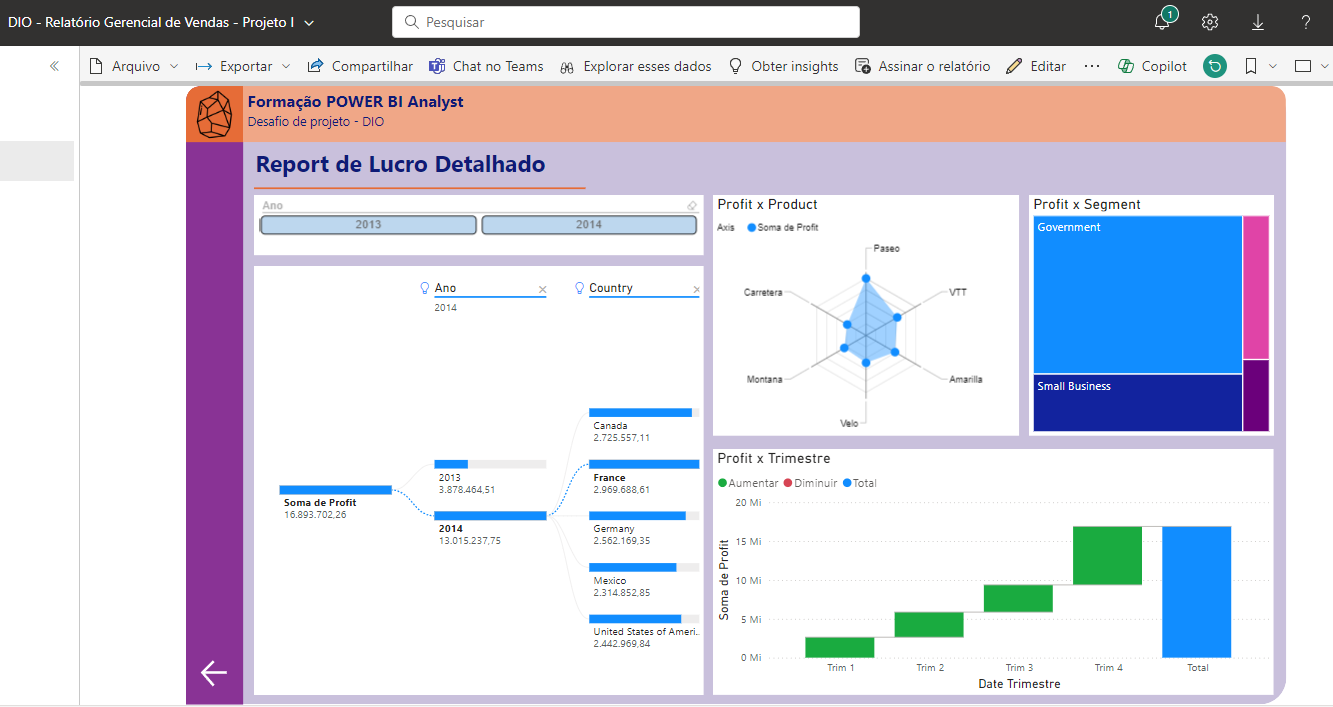 DIO - Relatório Gerencial de Vendas - Projeto I
Pesquisar
1
?
Arquivo
Exportar
Compartilhar
Chat no Teams
Explorar esses dados
Obter insights
Assinar o relatório
Editar
Copilot
Formação POWER BI Analyst
Desafio de projeto - DIO
Report de Lucro Detalhado
Ano
2013
2014
Ano
2014
Country
Soma de Profit
16.893.702,26
2013
3.878.464,51
2014
13.015.237,75
Canada
2.725.557,11
France
2.969.688,61
Germany
2.562.169,35
Mexico
2.314.852,85
United States of Ameri..
2.442.969,84
Profit x Product
Axis
Soma de Profit
Paseo
VTT
Amarilla
Velo
Montana
Carretera
Profit x Segment
Government
Small Business
Profit x Trimestre
Aumentar
Diminuir
Total
Soma de Profit
20 Mi
15 Mi
10 Mi
5 Mi
0 Mi
Trim 1
Trim 2
Trim 3
Trim 4
Total
Date Trimestre